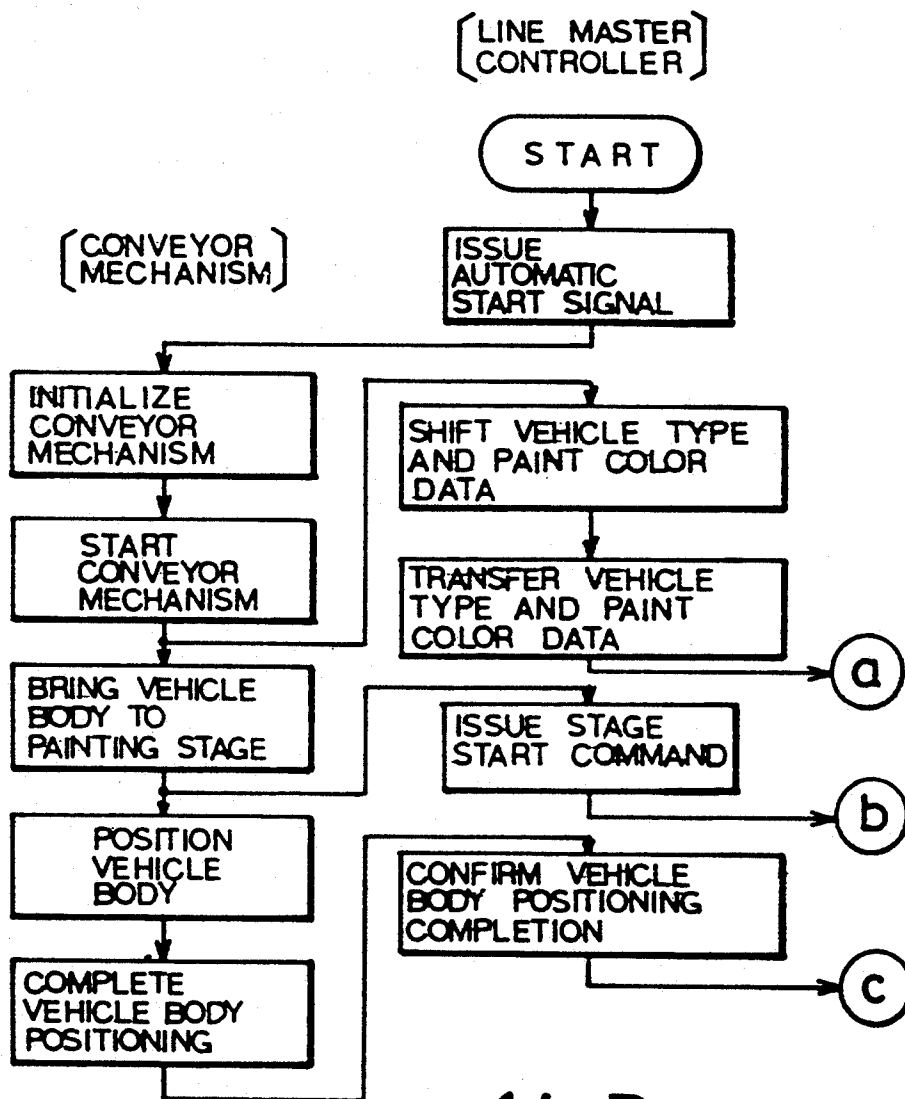 [LINE MASTER
CONTROLLER]
START
[CONVEYOR
MECHANISM]
ISSUE
AUTOMATIC
START SIGNAL
INITIALIZE
CONVEYOR
MECHANISM
SHIFT VEHICLE TYPE
AND PAINT COLOR
DATA
START
CONVEYOR
MECHANISM
TRANSFER VEHICLE
TYPE AND PAINT
COLOR DATA
a
BRING VEHICLE
BODY TO
PAINTING STAGE
ISSUE STAGE
START COMMAND
b
POSITION
VEHICLE
BODY
CONFIRM VEHICLE
BODY POSITIONING
COMPLETION
c
COMPLETE
VEHICLE BODY
POSITIONING